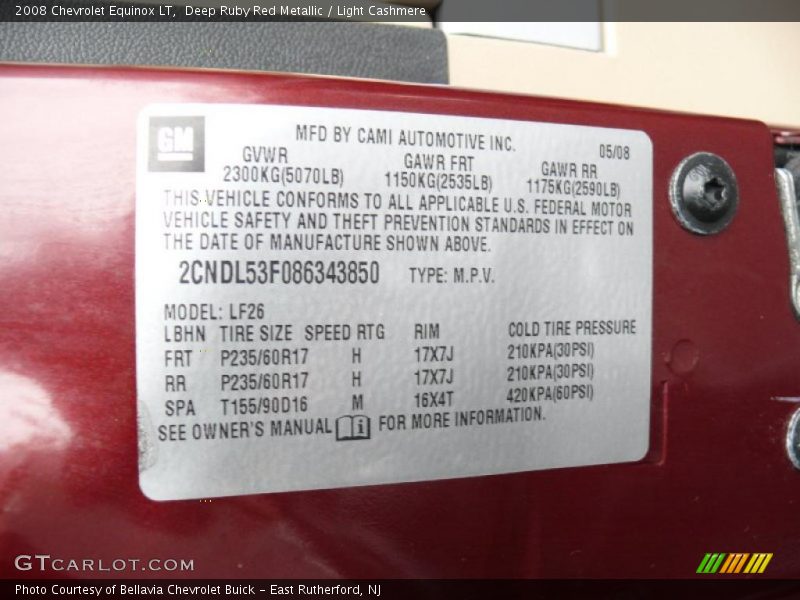 2008 Chevrolet Equinox LT,  Deep Ruby Red Metallic / Light Cashmere
GM
MFD BY CAMI AUTOMOTIVE INC.
05/08
GVWR GAWR FRT GAWR RR
2300KG(5070LB) 1150KG(2535LB) 1175KG(2590LB)
THIS VEHICLE CONFORMS TO ALL APPLICABLE U.S. FEDERAL MOTOR
VEHICLE SAFETY AND THEFT PREVENTION STANDARDS IN EFFECT ON
THE DATE OF MANUFACTURE SHOWN ABOVE.
2CNDL53F086343850 TYPE: M.P.V.
MODEL: LF26
LBHN TIRE SIZE SPEED RTG RIM COLD TIRE PRESSURE
FRT P235/60R17 H 17X7J 210KPA(30PSI)
RR P235/60R17 H 17X7J 210KPA(30PSI)
SPA T155/90D16 M 16X4T 420KPA(60PSI)
SEE OWNER'S MANUAL i FOR MORE INFORMATION.
GTCARLOT.COM
Photo Courtesy of Bellavia Chevrolet Buick - East Rutherford, NJ